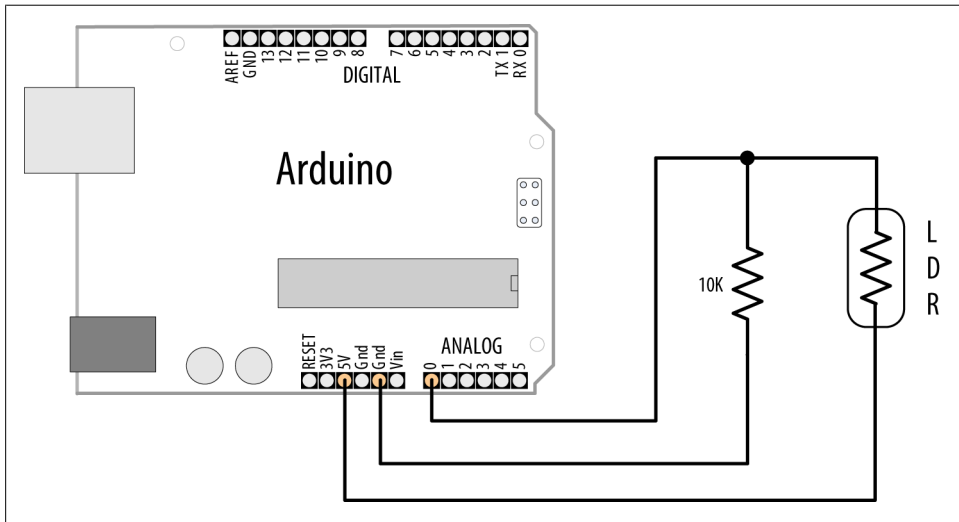 AREF
GND
13
12
11
10
9
8
7
6
5
4
3
2
TX 1
RX 0
DIGITAL
Arduino
10K
L
D
R
ANALOG
RESET
3V3
5V
Gnd
Gnd
Vin
0
1
2
3
4
5